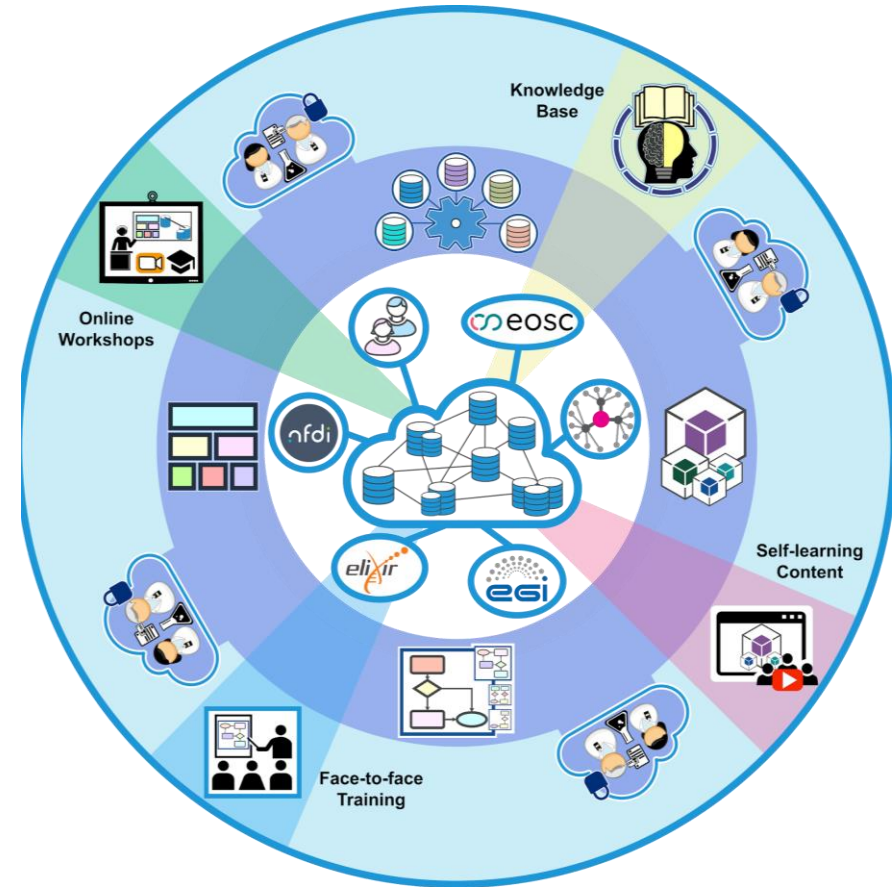 Knowledge
Base
Online
Workshops
eosc
nfdi
elixir
eGi
Self-learning
Content
Face-to-face
Training